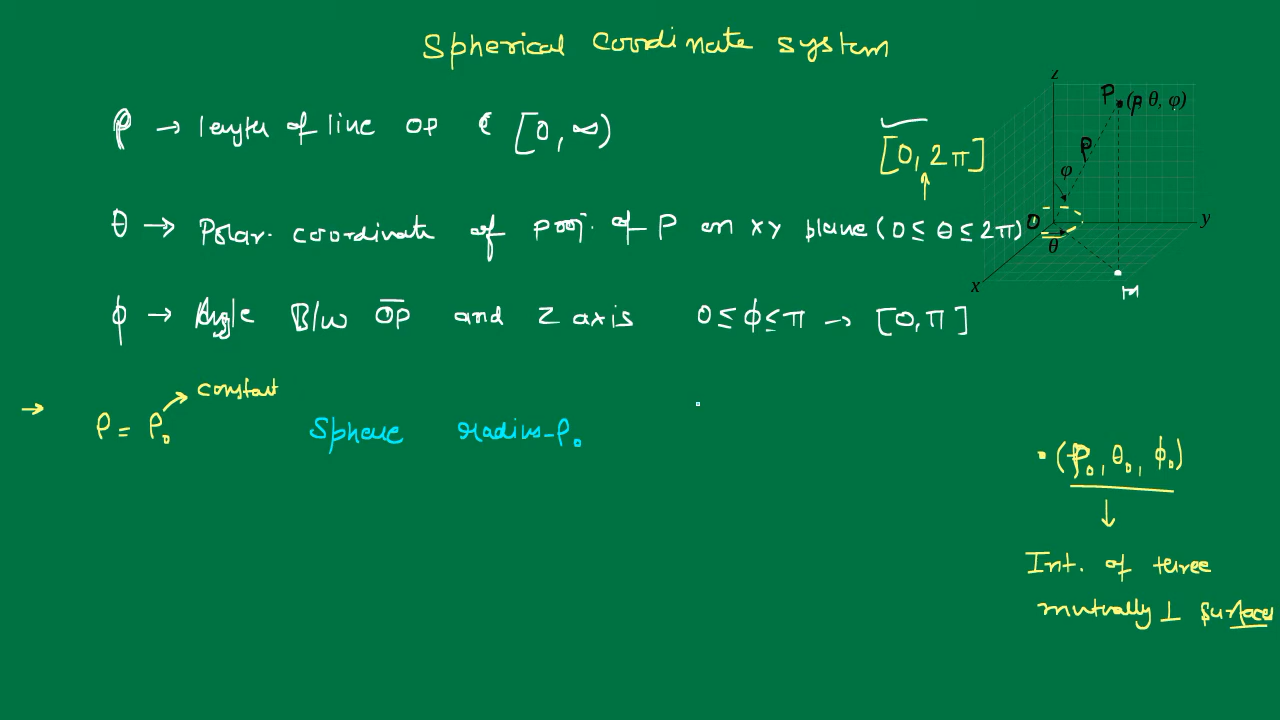 Spherical Coordinate system
ρ → length of line OP ∈ [0, ∞)
[0, 2π]
θ → Polar. coordinate of proj. of P on xy plane (0 ≤ θ ≤ 2π)
ϕ → Angle B/w OP and z axis 0 ≤ ϕ ≤ π → [0, π]
z
P (ρ, θ, φ)
ρ
φ
O
y
θ
x
M
→ ρ = ρ₀ → constant Sphere radius - ρ₀
• (ρ₀, θ₀, ϕ₀)
↓
Int. of three
mutually ⊥ surfaces